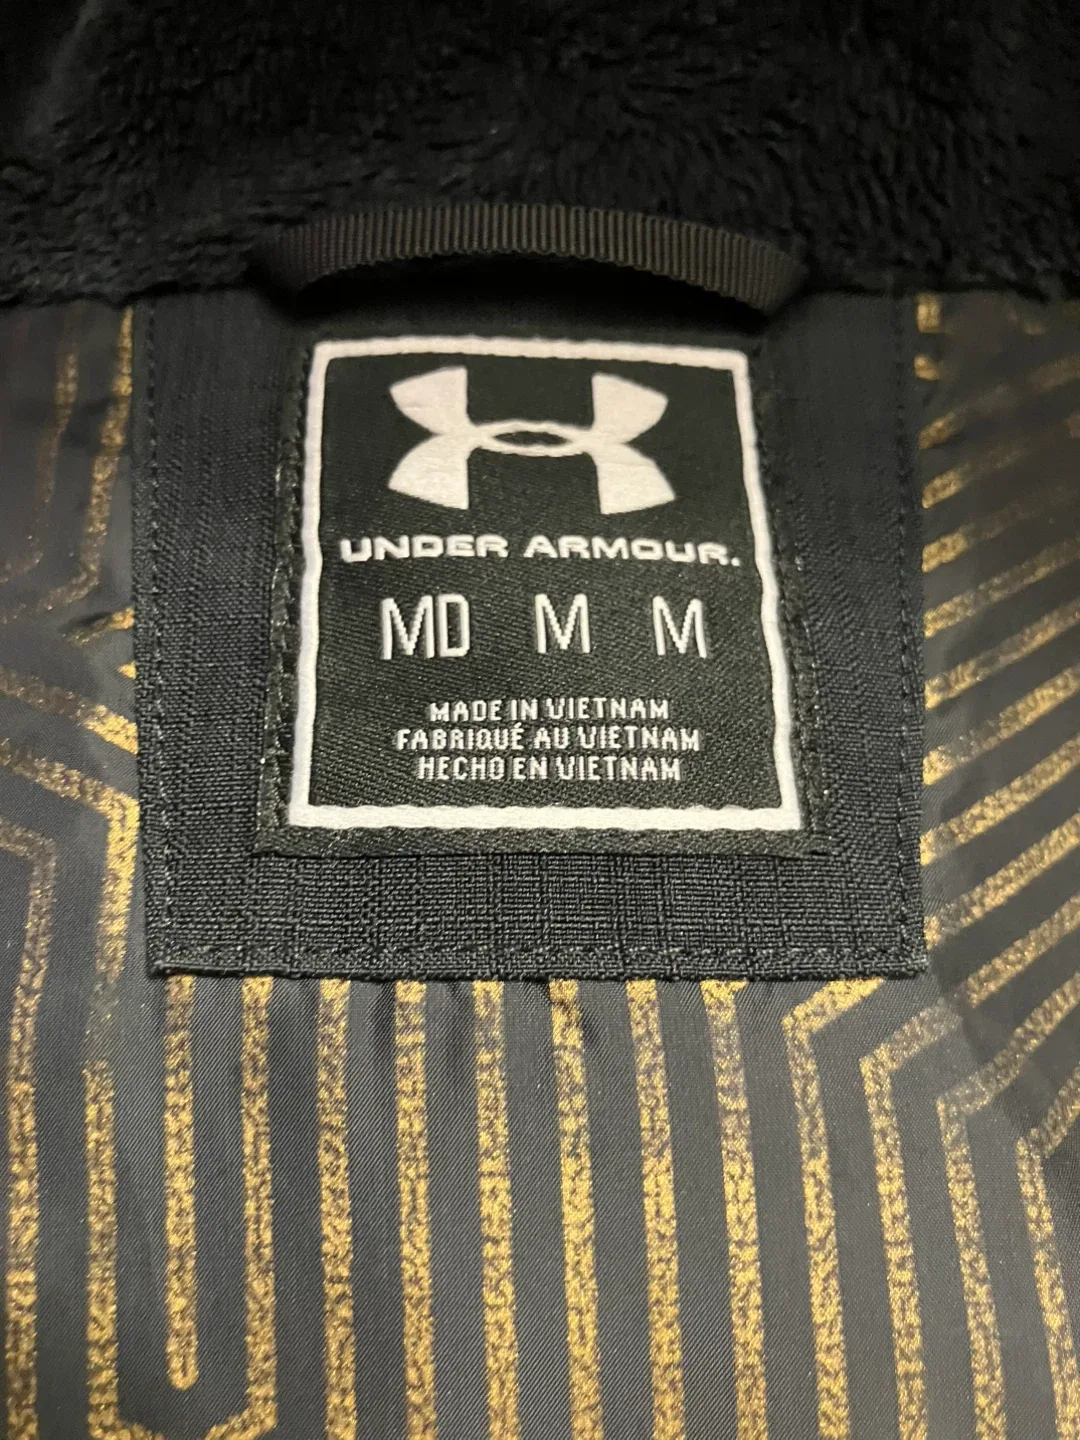 UNDER ARMOUR.
MD M M
MADE IN VIETNAM
FABRIQUÉ AU VIETNAM
HECHO EN VIETNAM